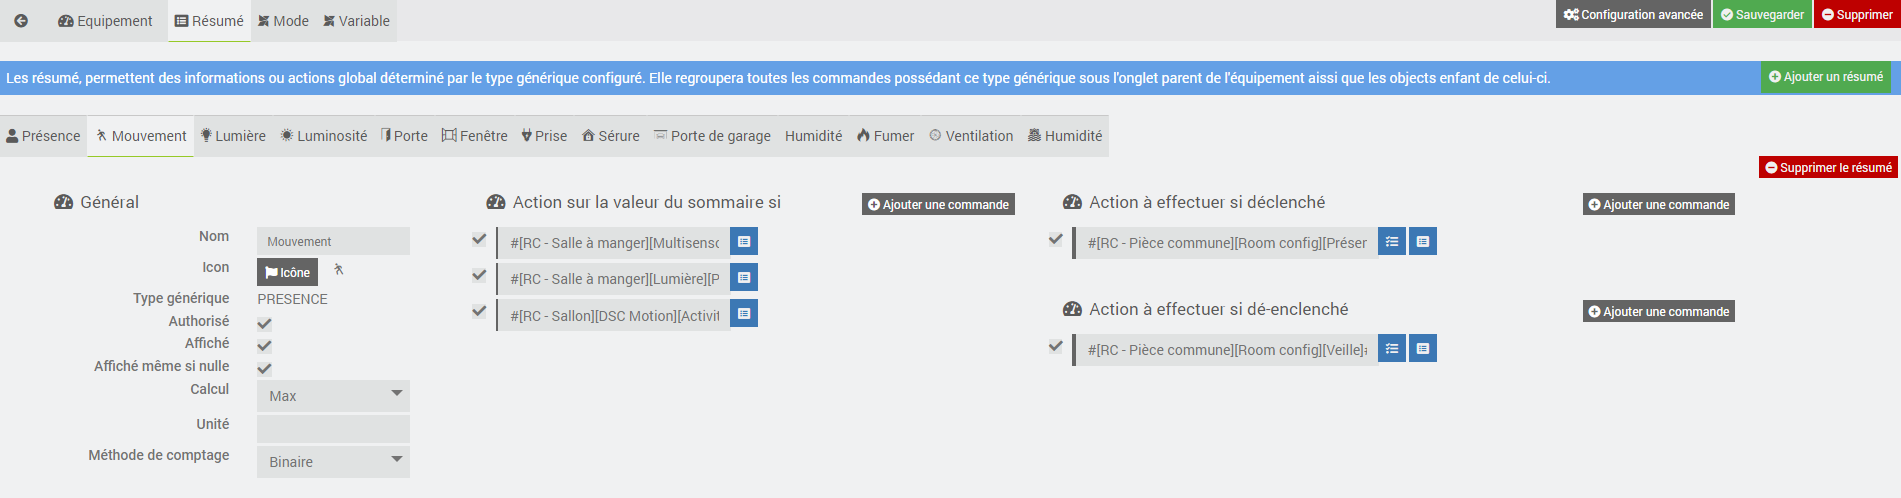 Equipement Résumé Mode Variable Configuration avancée Sauvegarder Supprimer
Les résumé, permettent des informations ou actions global déterminé par le type générique configuré. Elle regroupera toutes les commandes possédant ce type générique sous l'onglet parent de l'équipement aissi que les objects enfant de celui-ci. Ajouter un résumé
Présence Mouvement Lumière Luminosité Porte Fenêtre Prise Sérure Porte de garage Humidité Fumer Ventilation Humidité
Supprimer le résumé
Général
Nom Mouvement
Icon Icône
Type générique PRESENCE
Authorisé
Affiché
Affiché même si nulle
Calcul Max
Unité
Méthode de comptage Binaire
Action sur la valeur du sommaire si Ajouter une commande
#[RC - Salle à manger][Multisenso
#[RC - Salle à manger][Lumière][P
#[RC - Sallon][DSC Motion][Activit
Action à effectuer si déclenché Ajouter une commande
#[RC - Pièce commune][Room config][Présen
Action à effectuer si dé-enclenché Ajouter une commande
#[RC - Pièce commune][Room config][Veille]#